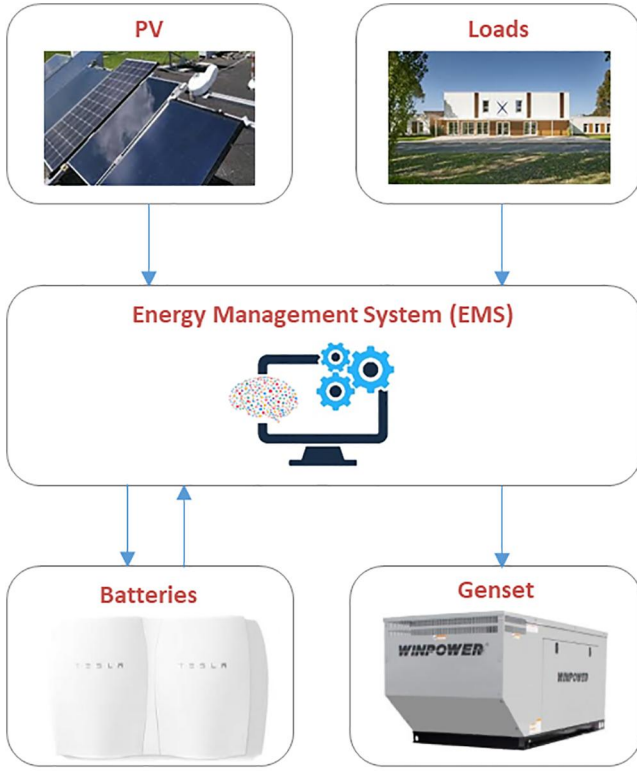 PV
Loads
Energy Management System (EMS)
Batteries
Genset
TESLA
TESLA
WINPOWER
WINPOWER